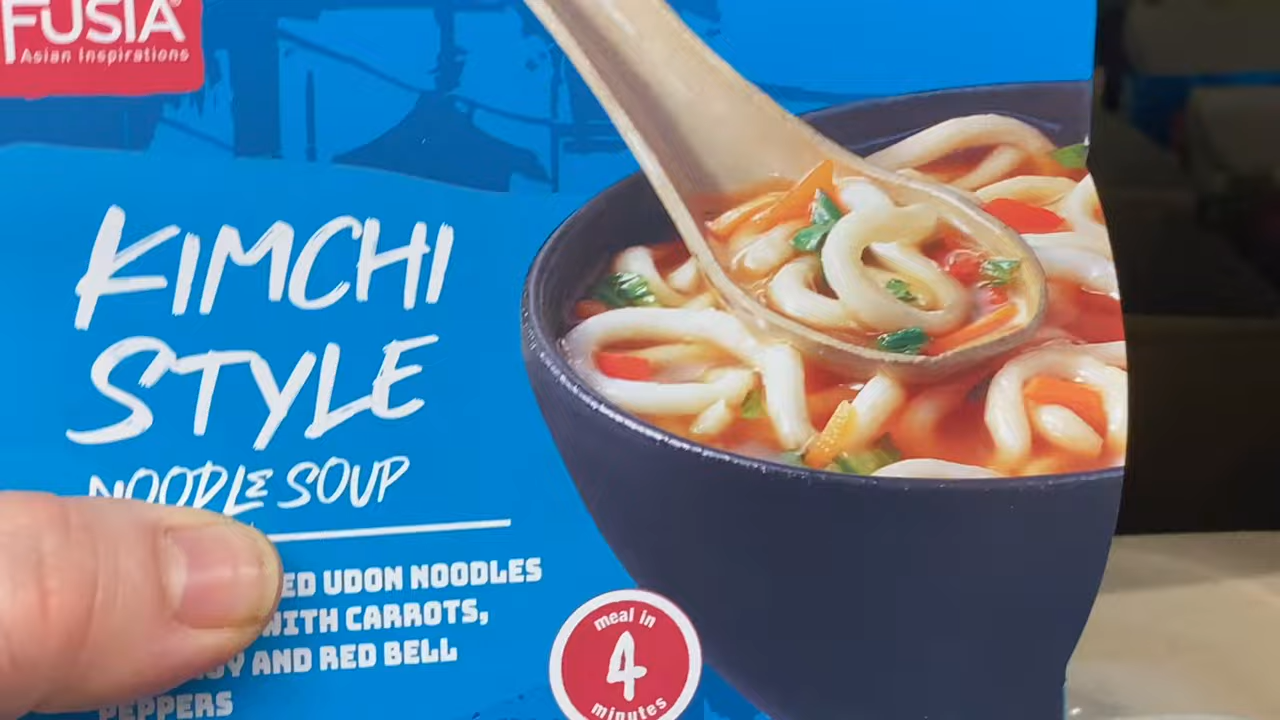 FUSIA
Asian Inspirations
KIMCHI
STYLE
NOODLE SOUP
UDON NOODLES
WITH CARROTS,
AND RED BELL
PEPPERS
meal in
4
minutes